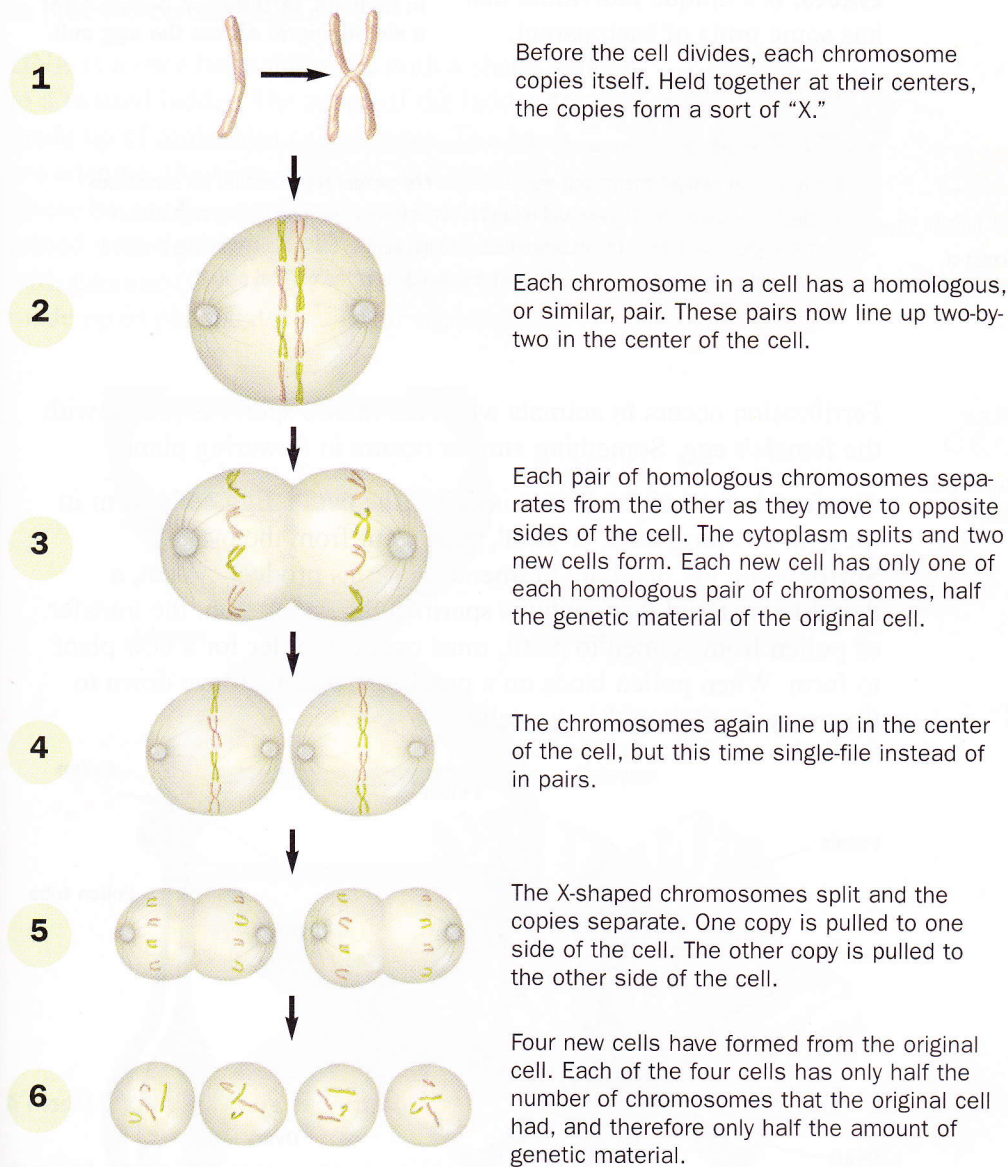 1
Before the cell divides, each chromosome
copies itself. Held together at their centers,
the copies form a sort of “X.”
2
Each chromosome in a cell has a homologous,
or similar, pair. These pairs now line up two-by-
two in the center of the cell.
3
Each pair of homologous chromosomes sepa-
rates from the other as they move to opposite
sides of the cell. The cytoplasm splits and two
new cells form. Each new cell has only one of
each homologous pair of chromosomes, half
the genetic material of the original cell.
4
The chromosomes again line up in the center
of the cell, but this time single-file instead of
in pairs.
5
The X-shaped chromosomes split and the
copies separate. One copy is pulled to one
side of the cell. The other copy is pulled to
the other side of the cell.
6
Four new cells have formed from the original
cell. Each of the four cells has only half the
number of chromosomes that the original cell
had, and therefore only half the amount of
genetic material.